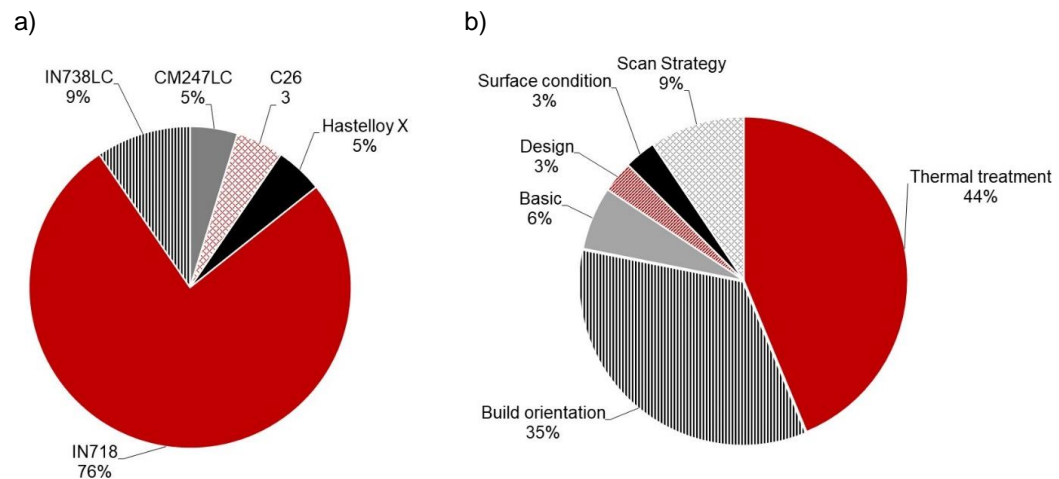 a)
IN738LC
9%
CM247LC
5%
C26
3
Hastelloy X
5%
IN718
76%
b)
Scan Strategy
9%
Surface condition
3%
Design
3%
Basic
6%
Thermal treatment
44%
Build orientation
35%